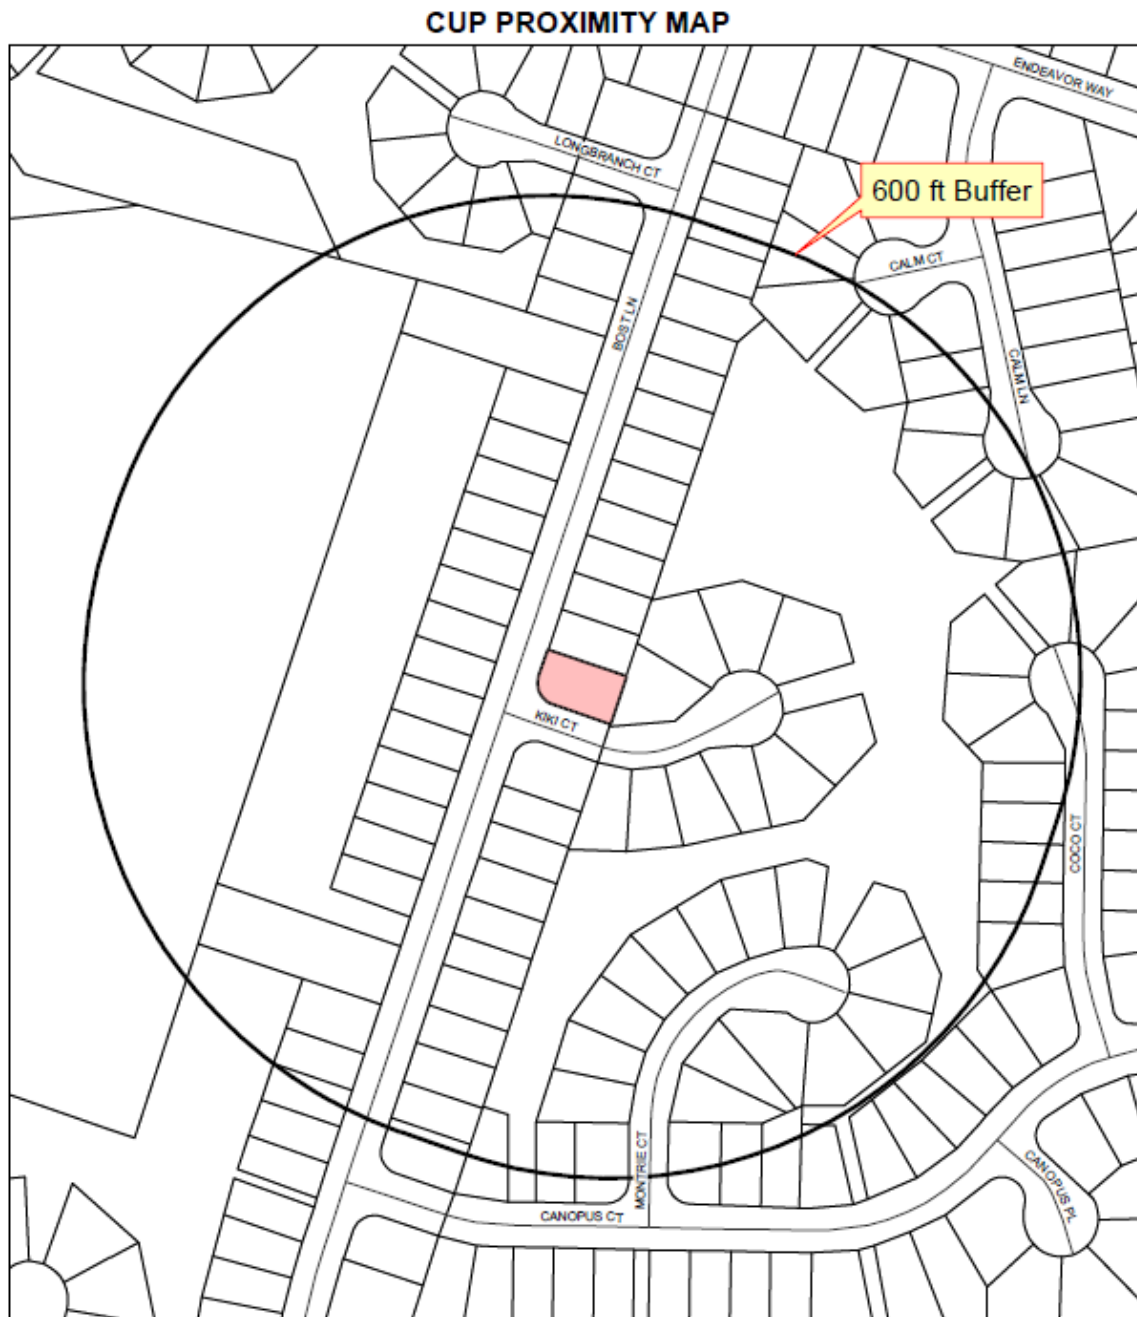 CUP PROXIMITY MAP
ENDEAVOR WAY
LONGBRANCH CT
600 ft Buffer
CALM CT
BOST LN
CALM LN
KIKI CT
COCO CT
MONTRIE CT
CANOPUS PL
CANOPUS CT